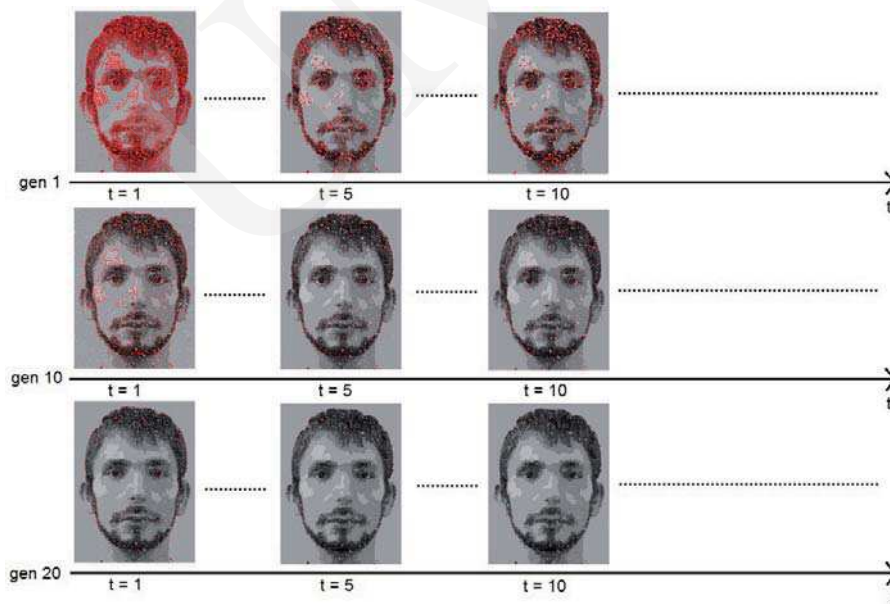 gen 1
t = 1
t = 5
t = 10
t
gen 10
t = 1
t = 5
t = 10
t
gen 20
t = 1
t = 5
t = 10